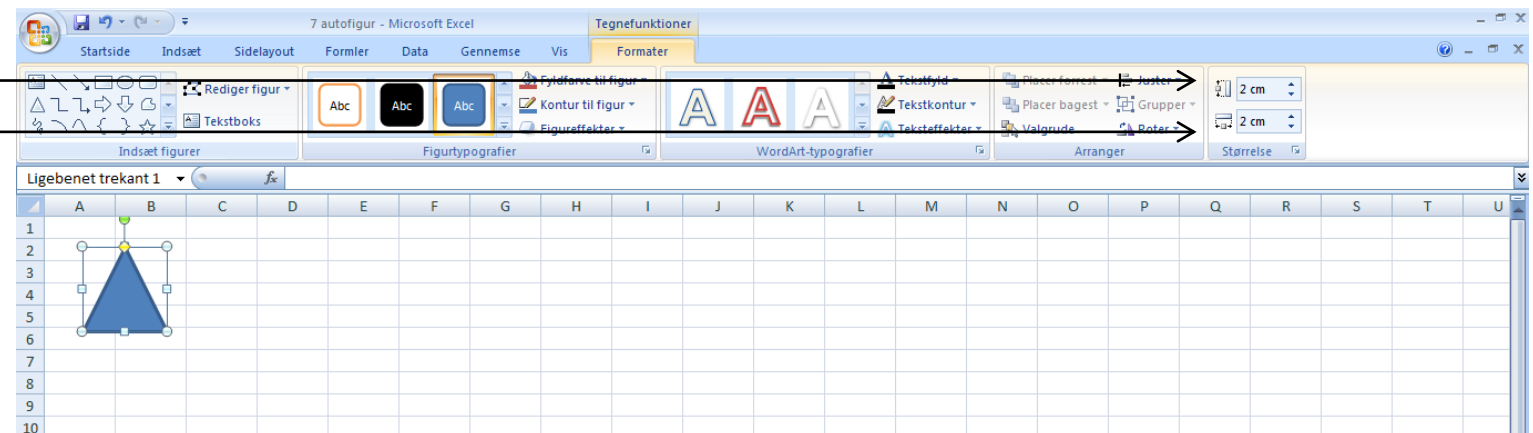 7 autofigur - Microsoft Excel
Tegnefunktioner
Startside Indsæt Sidelayout Formler Data Gennemse Vis Formater
Rediger figur
Tekstboks
Indsæt figurer
Abc Abc Abc
Fyldfarve til figur
Kontur til figur
Figureffekter
Figurtypografier
A A A
Tekstfyld
Tekstkontur
Teksteffekter
WordArt-typografier
Placer forrest
Placer bagest
Valgrude
Juster
Grupper
Roter
Arranger
2 cm
2 cm
Størrelse
Ligebenet trekant 1 fx
A B C D E F G H I J K L M N O P Q R S T U
1
2
3
4
5
6
7
8
9
10